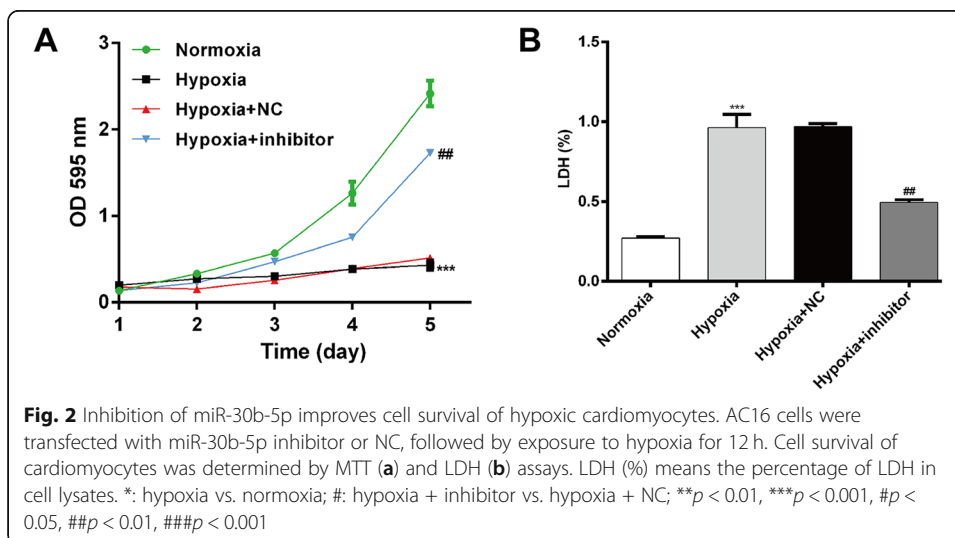 A
3
2
1
0
OD 595 nm
Normoxia
Hypoxia
Hypoxia+NC
Hypoxia+inhibitor
##
***
1 2 3 4 5
Time (day)
B
1.5
1.0
0.5
0.0
LDH (%)
***
##
Normoxia
Hypoxia
Hypoxia+NC
Hypoxia+inhibitor
Fig. 2 Inhibition of miR-30b-5p improves cell survival of hypoxic cardiomyocytes. AC16 cells were
transfected with miR-30b-5p inhibitor or NC, followed by exposure to hypoxia for 12 h. Cell survival of
cardiomyocytes was determined by MTT (a) and LDH (b) assays. LDH (%) means the percentage of LDH in
cell lysates. *: hypoxia vs. normoxia; #: hypoxia + inhibitor vs. hypoxia + NC; **p < 0.01, ***p < 0.001, #p <
0.05, ##p < 0.01, ###p < 0.001